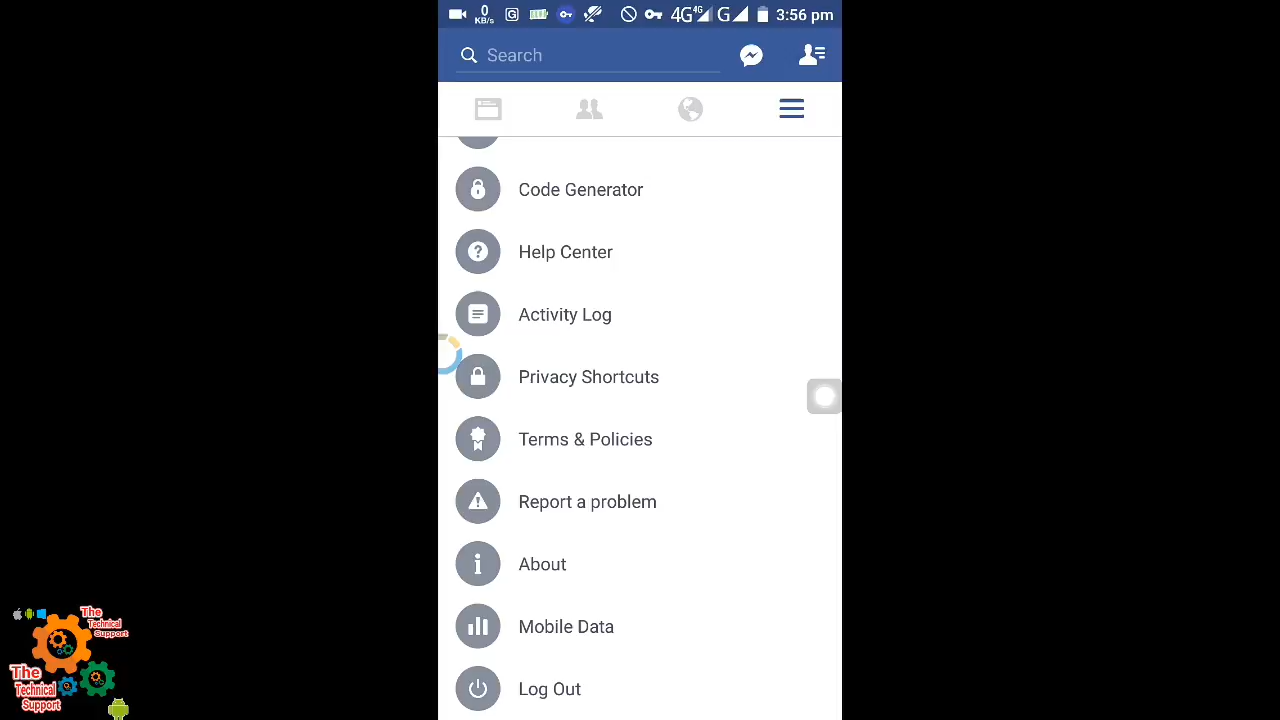 0
KB/s
G
4G 4G
G
3:56 pm
Search
Code Generator
Help Center
Activity Log
Privacy Shortcuts
Terms & Policies
Report a problem
About
Mobile Data
Log Out
The
Technical
Support
The
Technical
Support